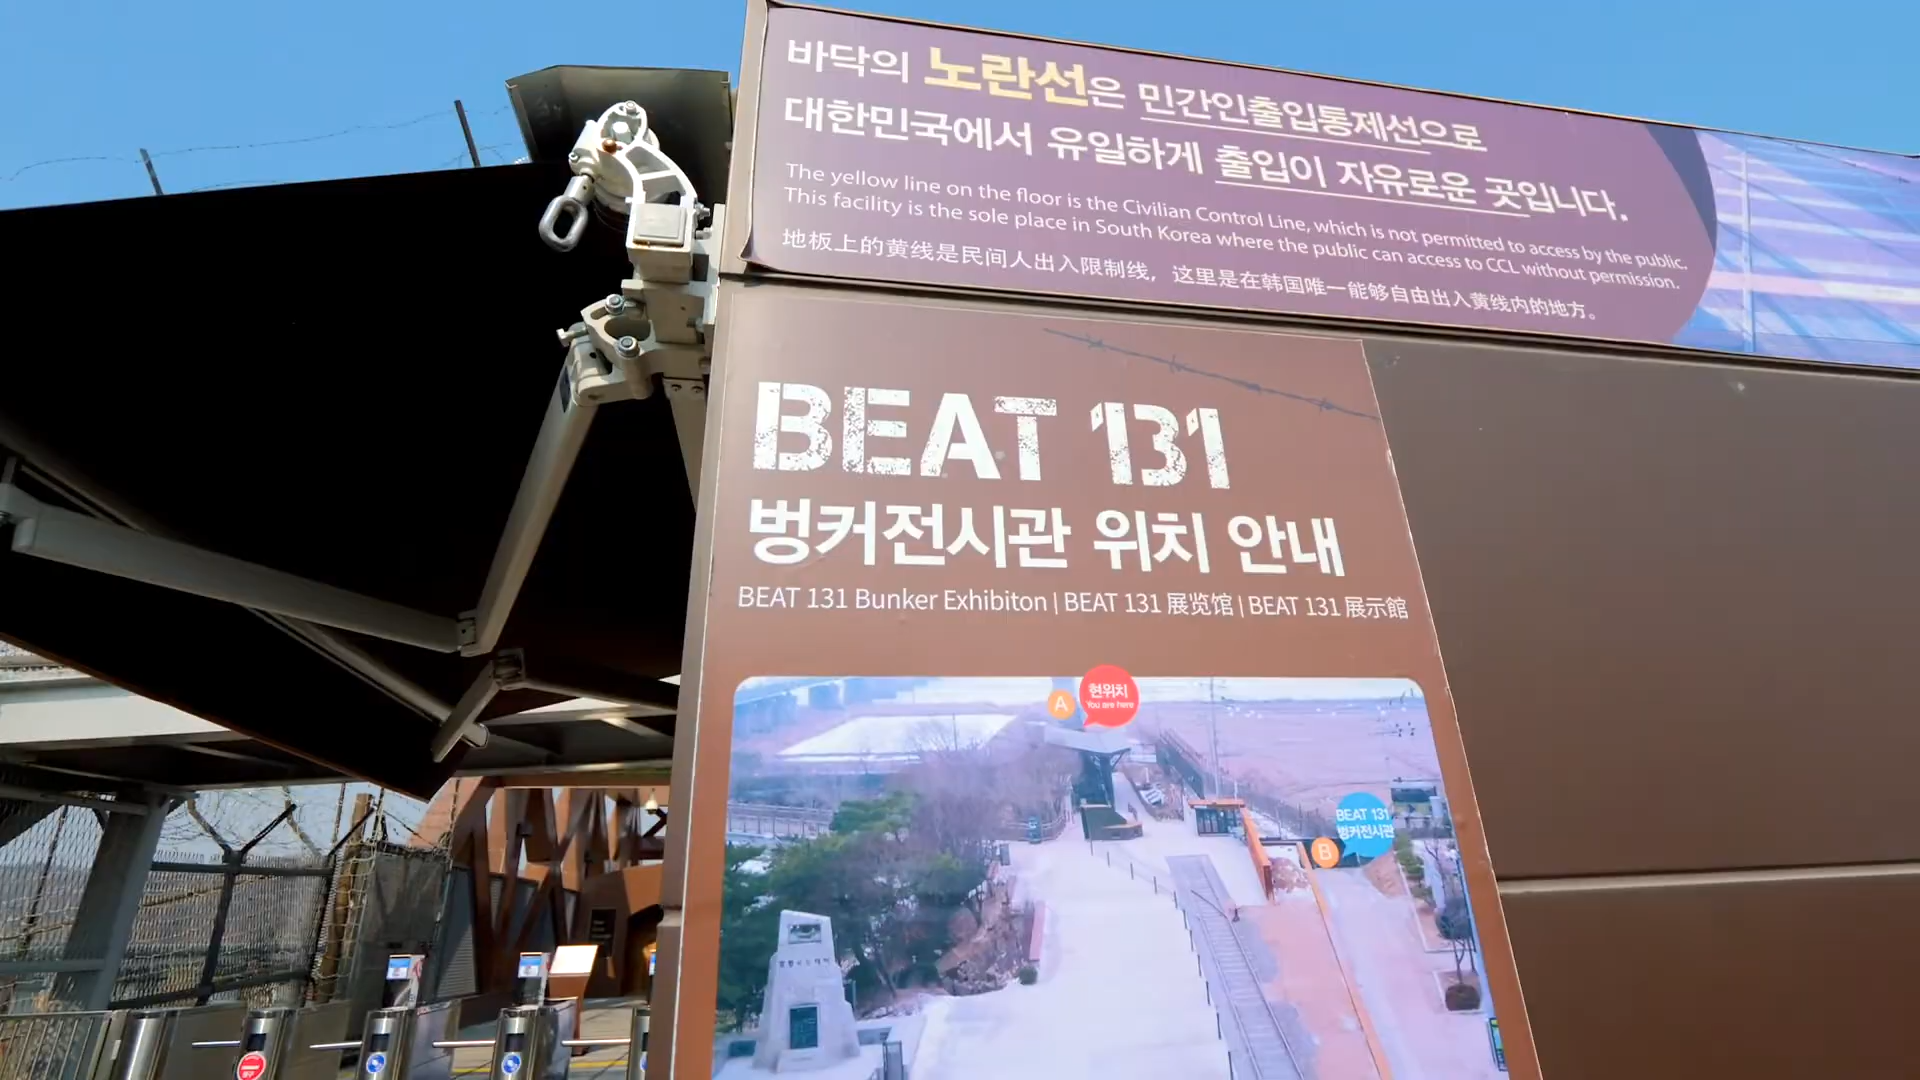 바닥의 노란선은 민간인출입통제선으로
대한민국에서 유일하게 출입이 자유로운 곳입니다.
The yellow line on the floor is the Civilian Control Line, which is not permitted to access by the public.
This facility is the sole place in South Korea where the public can access to CCL without permission.
地板上的黄线是民间人出入限制线，这里是在韩国唯一能够自由出入黄线内的地方。
BEAT 131
벙커전시관 위치 안내
BEAT 131 Bunker Exhibiton | BEAT 131 展览馆 | BEAT 131 展示館
A
현위치
You are here
BEAT 131
벙커전시관
B